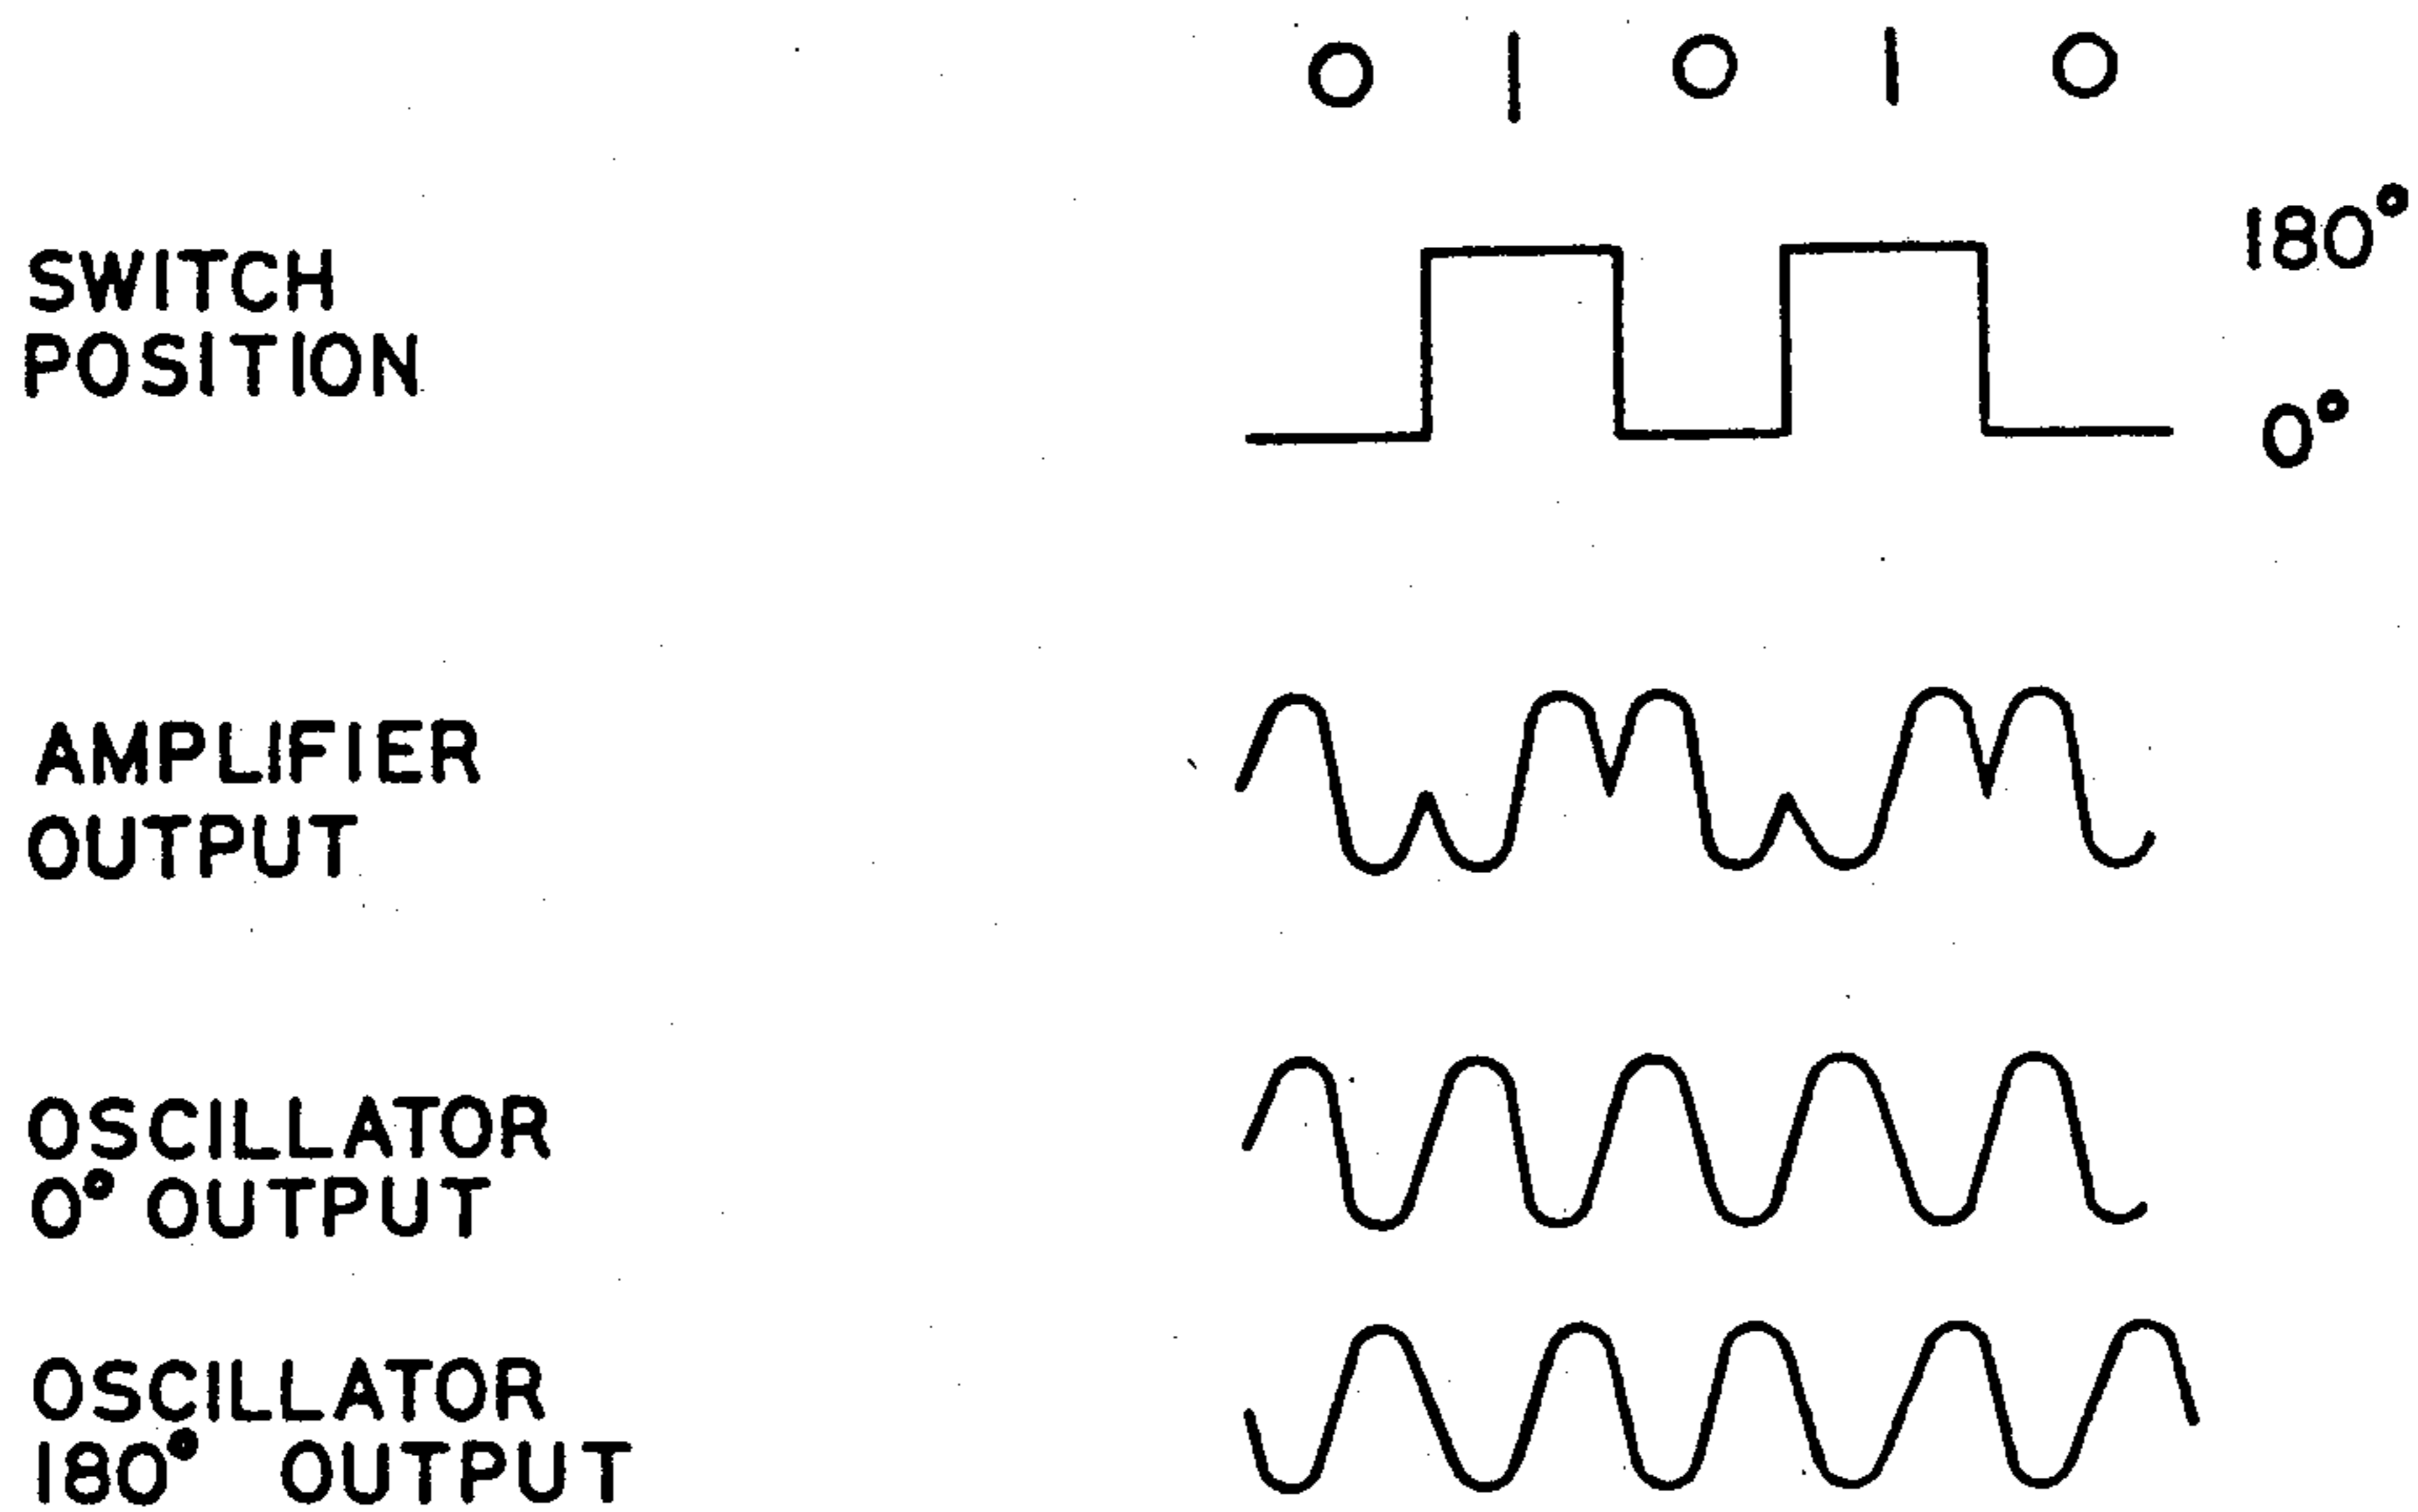 0 1 0 1 0
180°
SWITCH
POSITION
0°
AMPLIFIER
OUTPUT
OSCILLATOR
0° OUTPUT
OSCILLATOR
180° OUTPUT